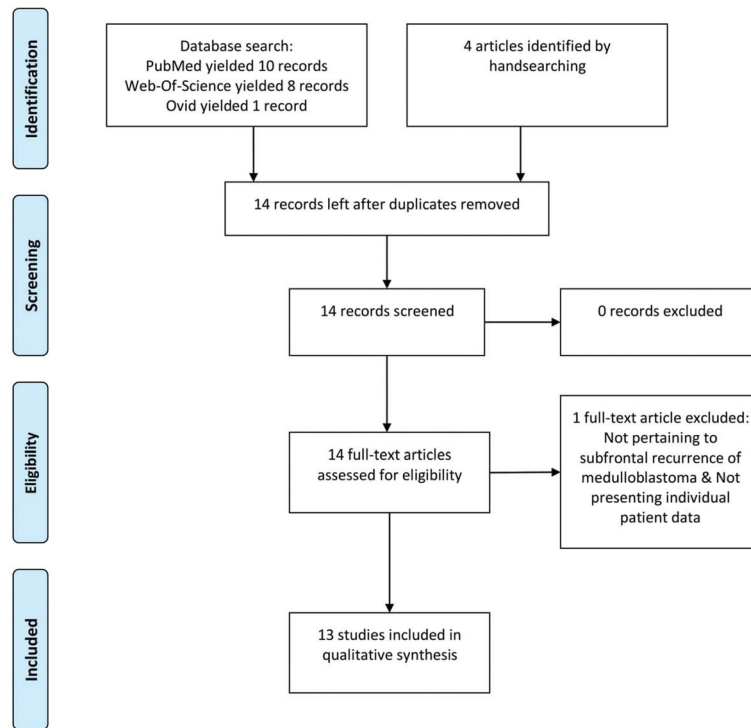 Identification
Database search:
PubMed yielded 10 records
Web-Of-Science yielded 8 records
Ovid yielded 1 record
4 articles identified by
handsearching
14 records left after duplicates removed
Screening
14 records screened
0 records excluded
Eligibility
14 full-text articles
assessed for eligibility
1 full-text article excluded:
Not pertaining to
subfrontal recurrence of
medulloblastoma & Not
presenting individual
patient data
Included
13 studies included in
qualitative synthesis